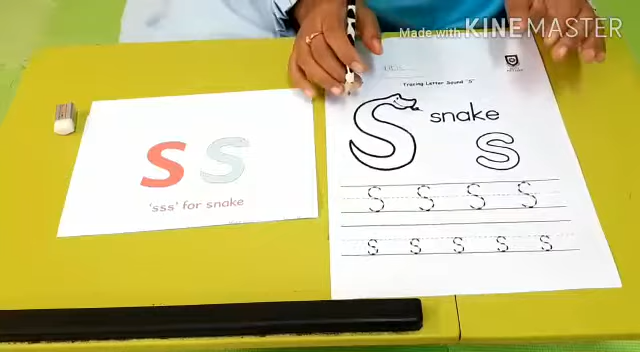 Made with KINEMASTER
Tracing Letter Sound "S"
snake
S
S S S S
s s s s s
S S
'sss' for snake